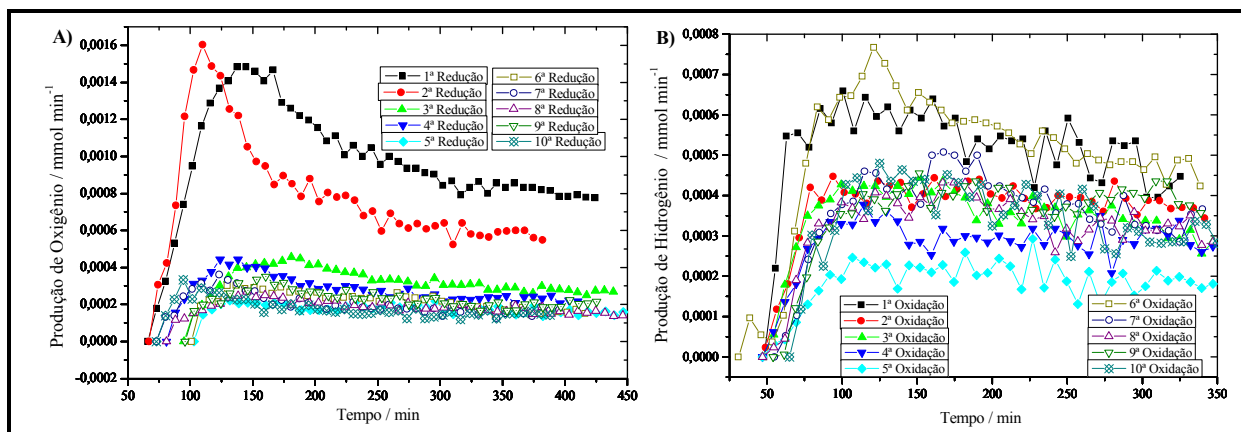 A)
Produção de Oxigênio / mmol min⁻¹
0,0016
0,0014
0,0012
0,0010
0,0008
0,0006
0,0004
0,0002
0,0000
-0,0002
1ª Redução
2ª Redução
3ª Redução
4ª Redução
5ª Redução
6ª Redução
7ª Redução
8ª Redução
9ª Redução
10ª Redução
50 100 150 200 250 300 350 400 450
Tempo / min
B)
Produção de Hidrogênio / mmol min⁻¹
0,0008
0,0007
0,0006
0,0005
0,0004
0,0003
0,0002
0,0001
0,0000
1ª Oxidação
2ª Oxidação
3ª Oxidação
4ª Oxidação
5ª Oxidação
6ª Oxidação
7ª Oxidação
8ª Oxidação
9ª Oxidação
10ª Oxidação
50 100 150 200 250 300 350
Tempo / min